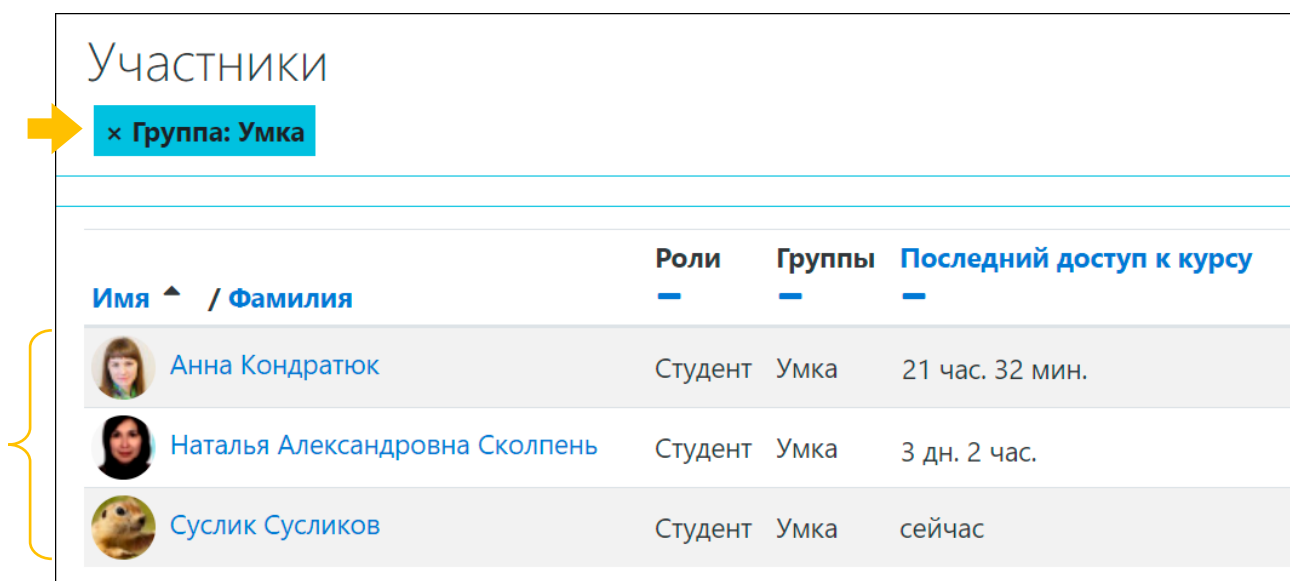 Участники
× Группа: Умка
Роли Группы Последний доступ к курсу
Имя / Фамилия
Анна Кондратюк Студент Умка 21 час. 32 мин.
Наталья Александровна Сколпень Студент Умка 3 дн. 2 час.
Суслик Сусликов Студент Умка сейчас